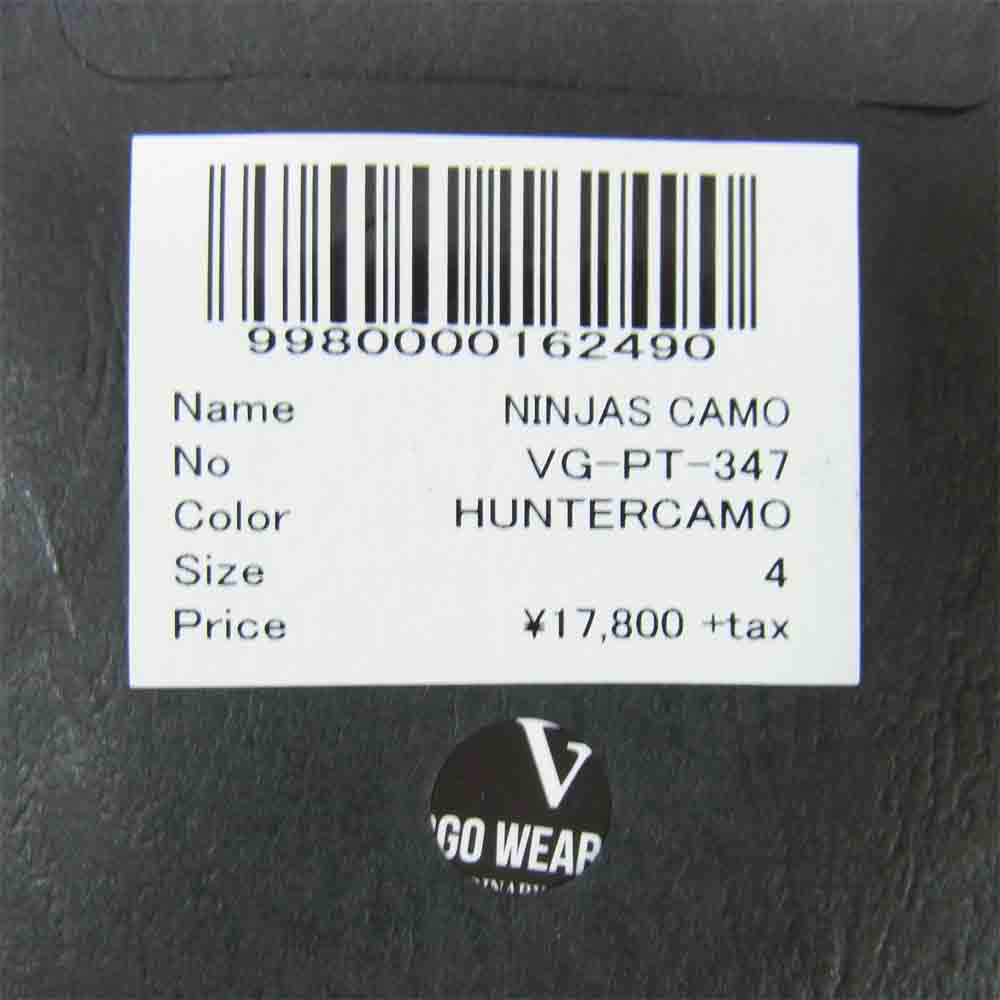 9980000162490
Name NINJAS CAMO
No VG-PT-347
Color HUNTERCAMO
Size 4
Price ¥17,800 +tax
V
GO WEAR